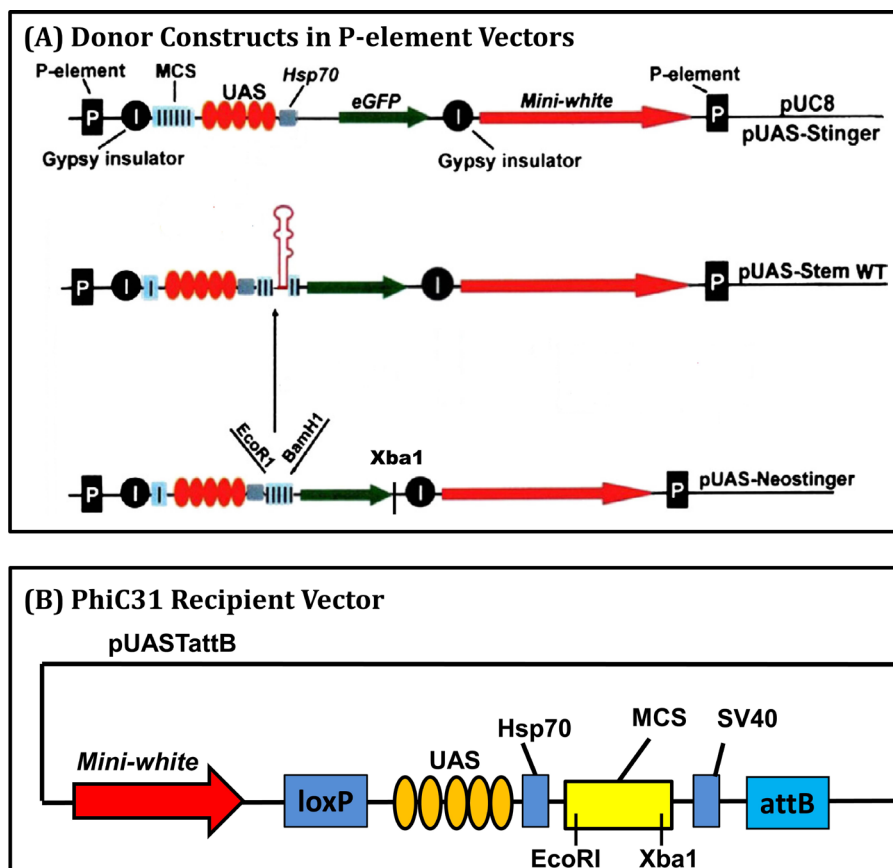 (A) Donor Constructs in P-element Vectors
P-element
MCS
UAS
Hsp70
eGFP
Mini-white
P-element
P
I
I
P
pUC8
pUAS-Stinger
Gypsy insulator
Gypsy insulator
P
I
I
P
pUAS-Stem WT
EcoR1
BamH1
Xba1
P
I
I
P
pUAS-Neostinger
(B) PhiC31 Recipient Vector
pUASTattB
Hsp70
MCS
SV40
Mini-white
UAS
loxP
attB
EcoRI
Xba1